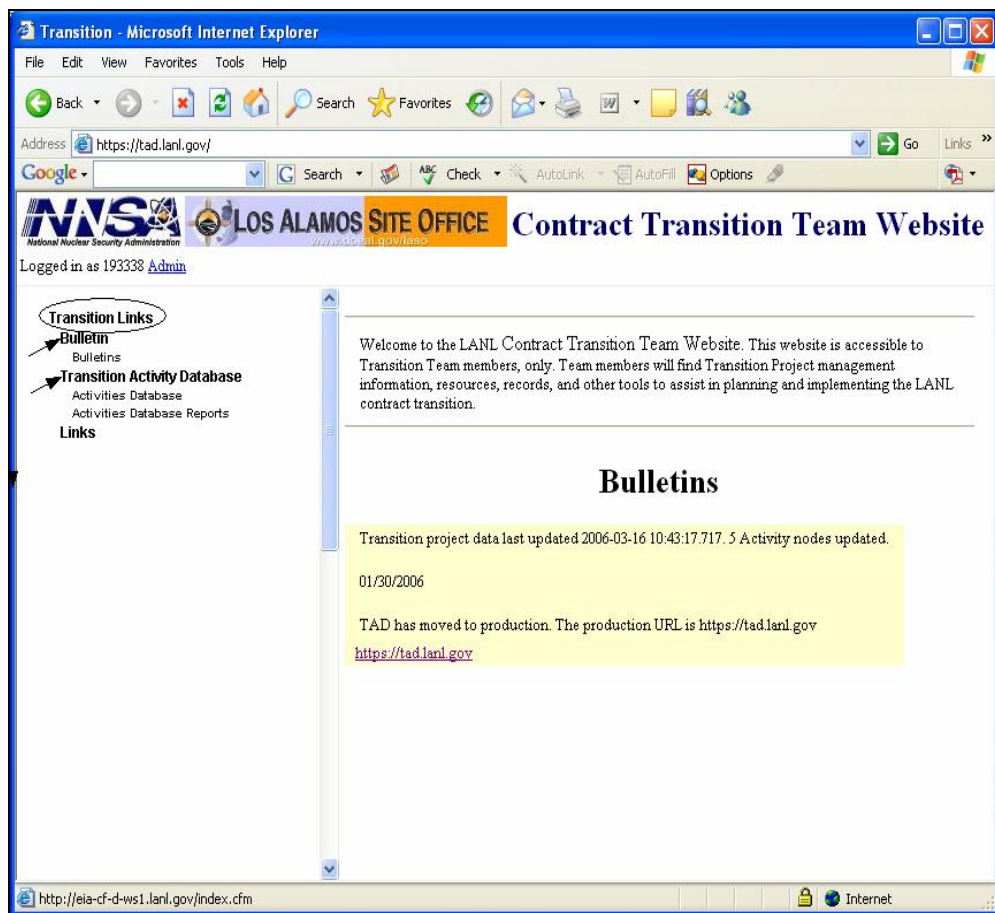 Transition - Microsoft Internet Explorer
File Edit View Favorites Tools Help
Back Search Favorites
Address https://tad.lanl.gov/ Go Links »
Google Search ABC Check AutoLink AutoFill Options
NNSA
National Nuclear Security Administration
LOS ALAMOS SITE OFFICE
www.doeal.gov/laso
Contract Transition Team Website
Logged in as 193338 Admin
Transition Links
Bulletin
Bulletins
Transition Activity Database
Activities Database
Activities Database Reports
Links
Welcome to the LANL Contract Transition Team Website. This website is accessible to
Transition Team members, only. Team members will find Transition Project management
information, resources, records, and other tools to assist in planning and implementing the LANL
contract transition.
Bulletins
Transition project data last updated 2006-03-16 10:43:17.717. 5 Activity nodes updated.
01/30/2006
TAD has moved to production. The production URL is https://tad.lanl.gov
https://tad.lanl.gov
http://eia-cf-d-ws1.lanl.gov/index.cfm Internet